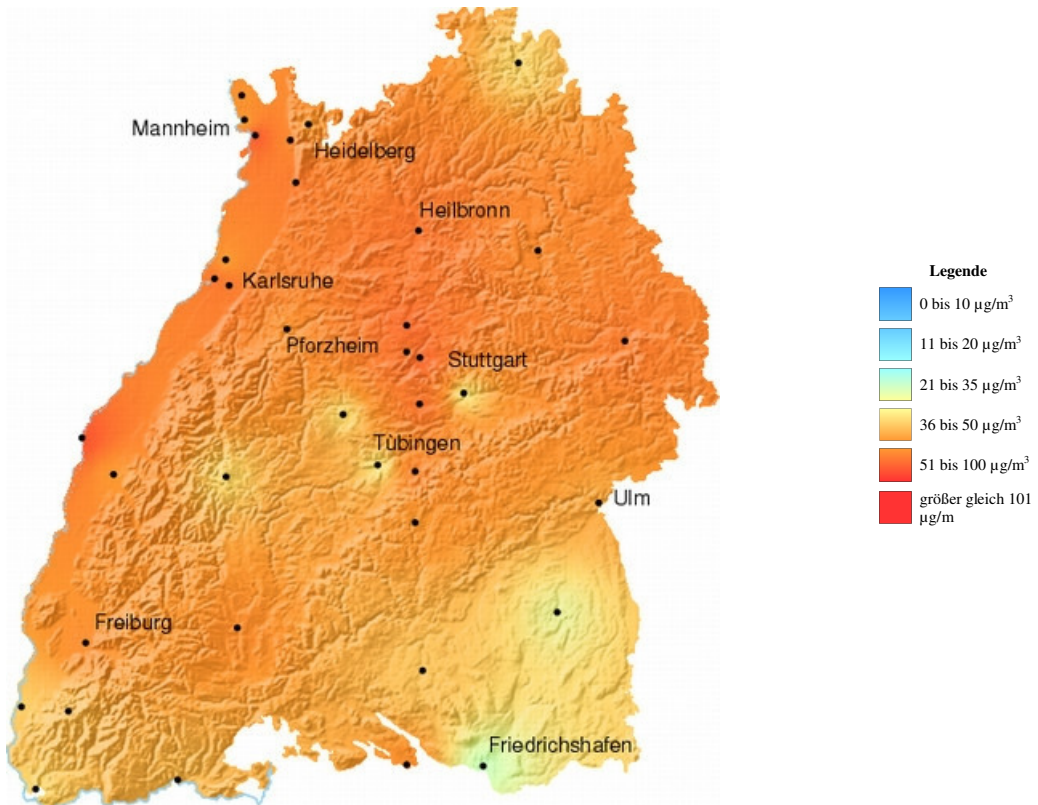 Mannheim
Heidelberg
Heilbronn
Karlsruhe
Pforzheim
Stuttgart
Tübingen
Ulm
Freiburg
Friedrichshafen
Legende
0 bis 10 µg/m³
11 bis 20 µg/m³
21 bis 35 µg/m³
36 bis 50 µg/m³
51 bis 100 µg/m³
größer gleich 101
µg/m